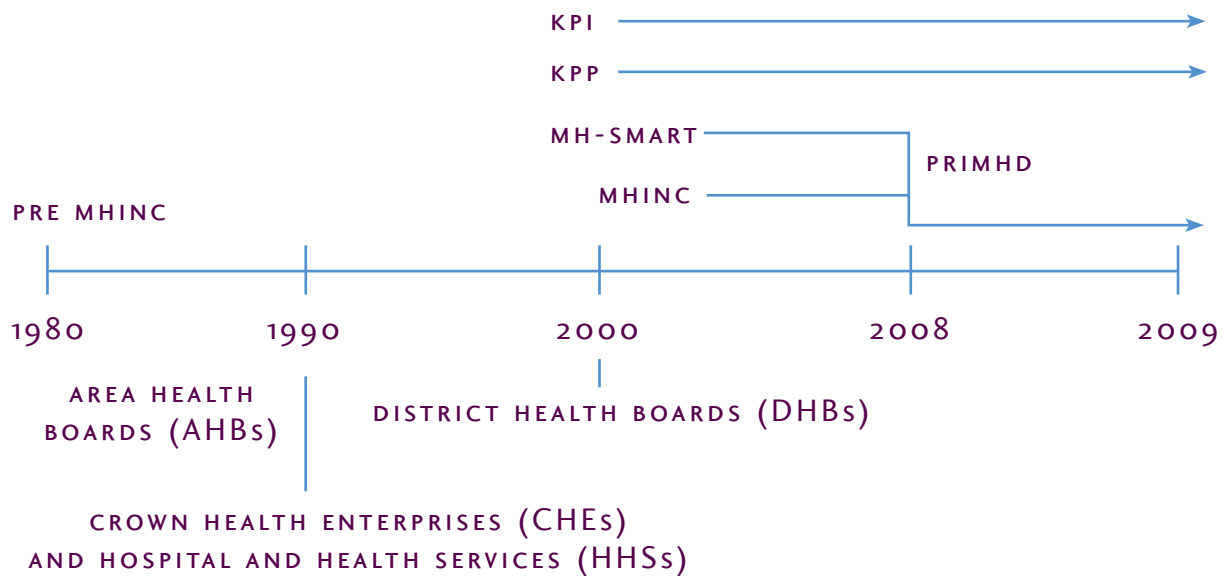 KPI
KPP
MH-SMART
PRIMHD
MHINC
PRE MHINC
1980 1990 2000 2008 2009
AREA HEALTH
BOARDS (AHBs)
DISTRICT HEALTH BOARDS (DHBs)
CROWN HEALTH ENTERPRISES (CHEs)
AND HOSPITAL AND HEALTH SERVICES (HHSs)